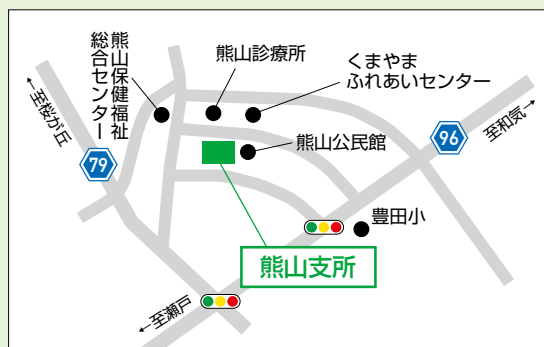 熊山保健福祉
総合センター
熊山診療所
くまやま
ふれあいセンター
←至桜が丘
79
熊山公民館
96
至和気→
豊田小
熊山支所
←至瀬戸